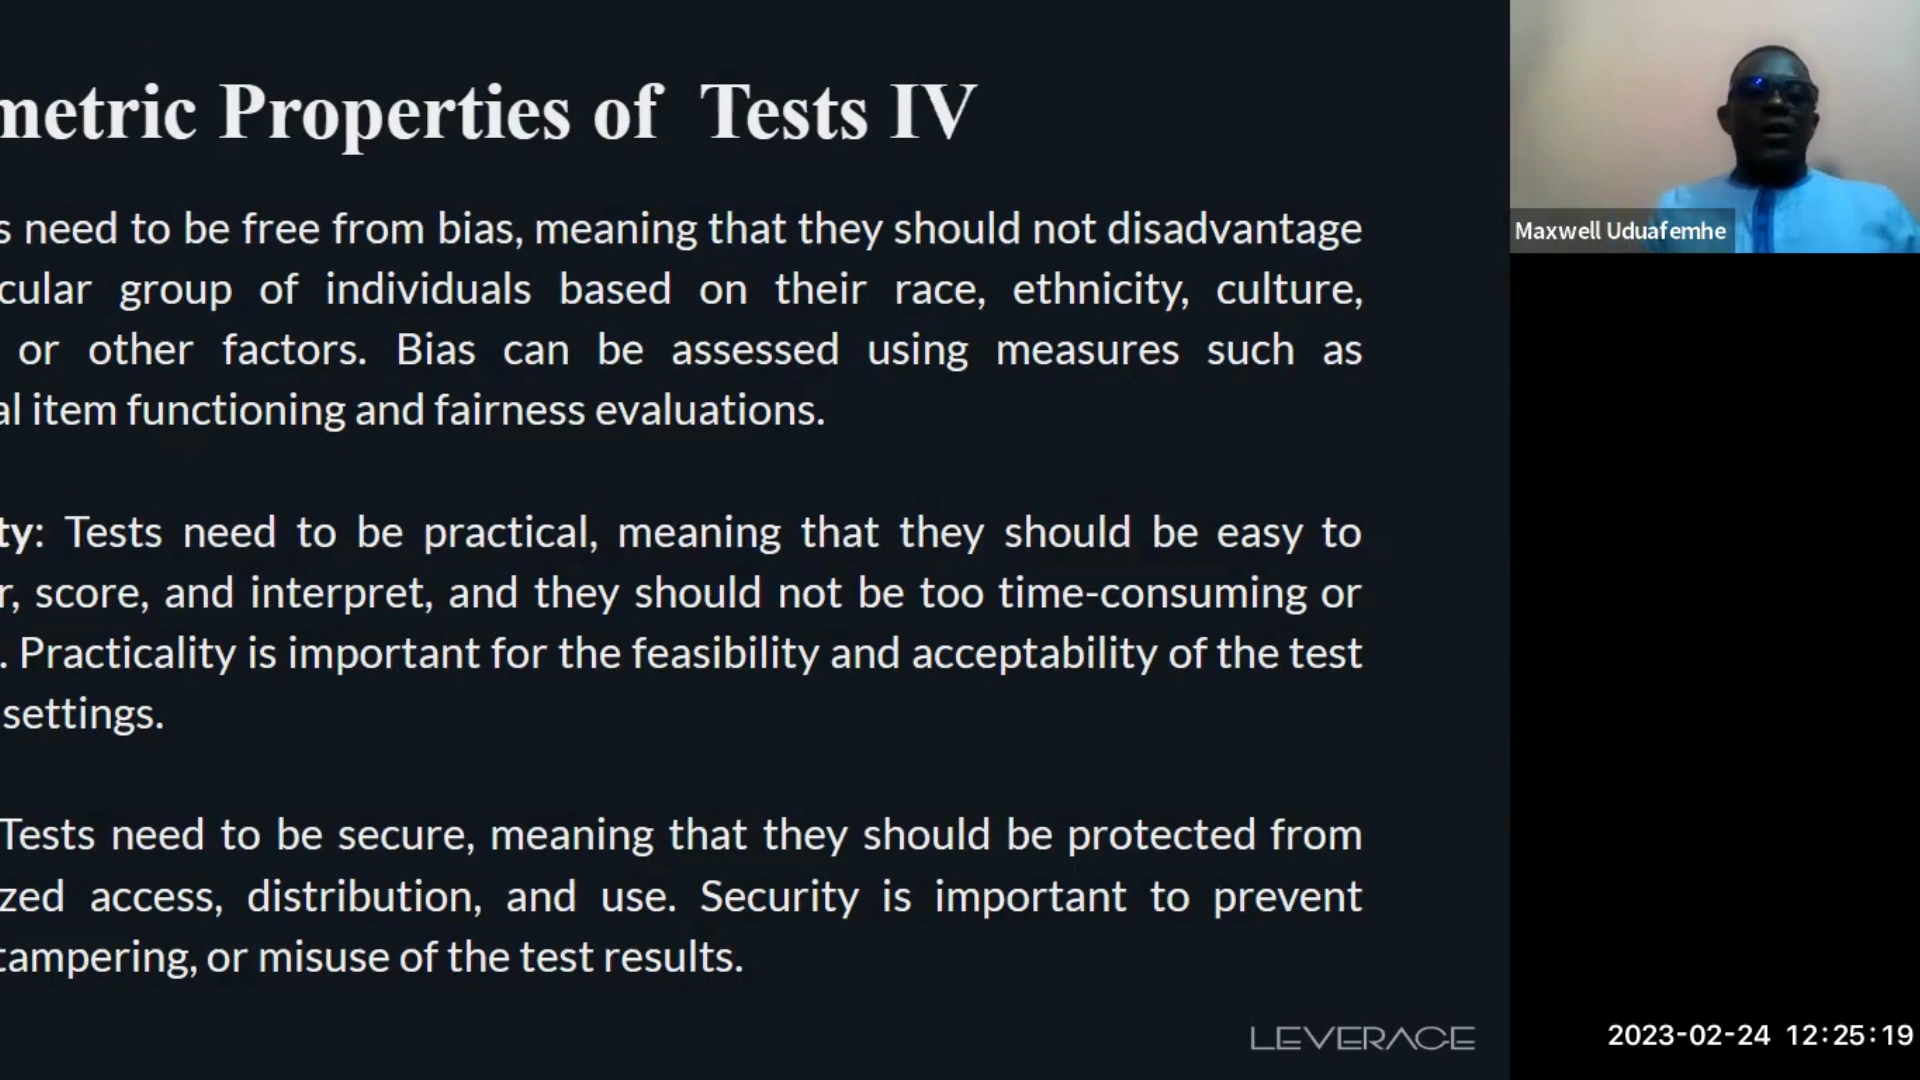 metric Properties of Tests IV
s need to be free from bias, meaning that they should not disadvantage
cular group of individuals based on their race, ethnicity, culture,
or other factors. Bias can be assessed using measures such as
al item functioning and fairness evaluations.
ty: Tests need to be practical, meaning that they should be easy to
r, score, and interpret, and they should not be too time-consuming or
. Practicality is important for the feasibility and acceptability of the test
settings.
Tests need to be secure, meaning that they should be protected from
zed access, distribution, and use. Security is important to prevent
tampering, or misuse of the test results.
LEVERAGE
Maxwell Uduafemhe
2023-02-24 12:25:19